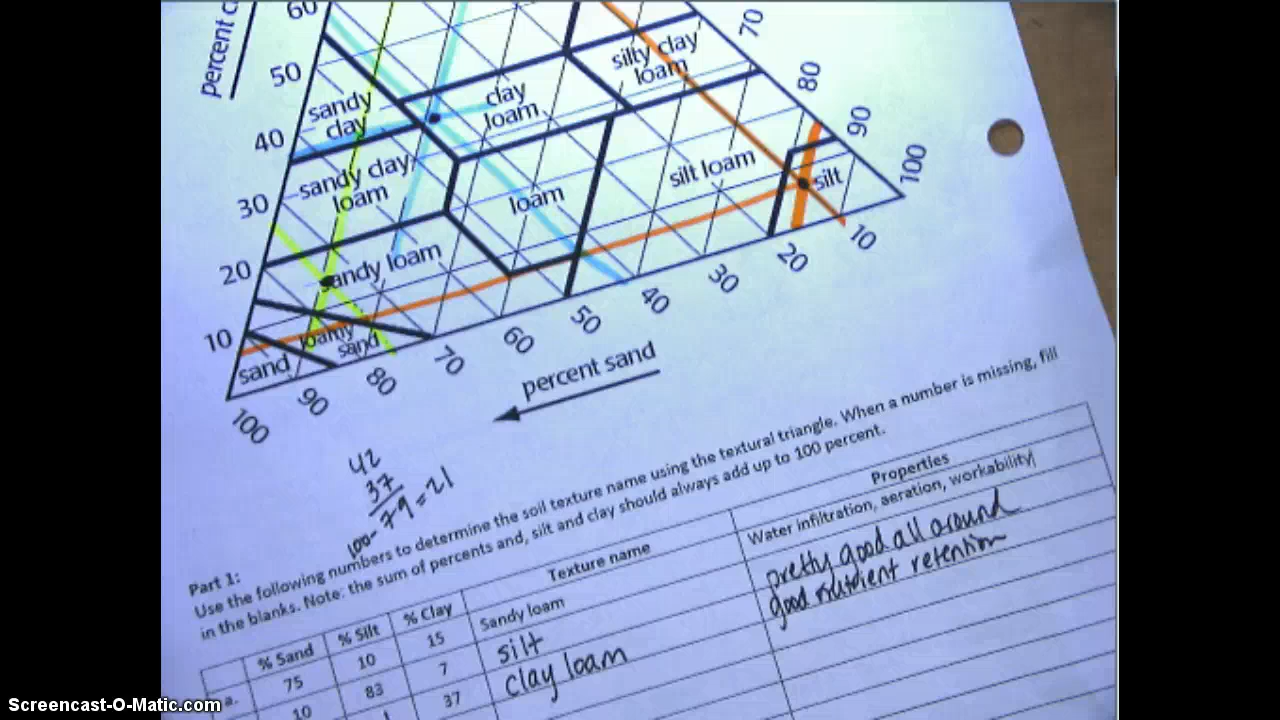 60
70
percent
silty clay
loam
50
80
sandy
clay
clay
loam
40
90
sandy clay
loam
silt loam
silt
100
30
loam
20
sandy loam
10
loamy
sand
sand
10
20
30
40
50
60
70
80
90
100
percent sand
42
37
100-79=21
Part 1:
Use the following numbers to determine the soil texture name using the textural triangle. When a number is missing, fill
in the blanks. Note: the sum of percents and, silt and clay should always add up to 100 percent.
% Sand % Silt % Clay Texture name Properties
Water infiltration, aeration, workability
a. 75 10 15 Sandy loam pretty good all around
10 83 7 silt good nutrient retention
37 clay loam
Screencast-O-Matic.com